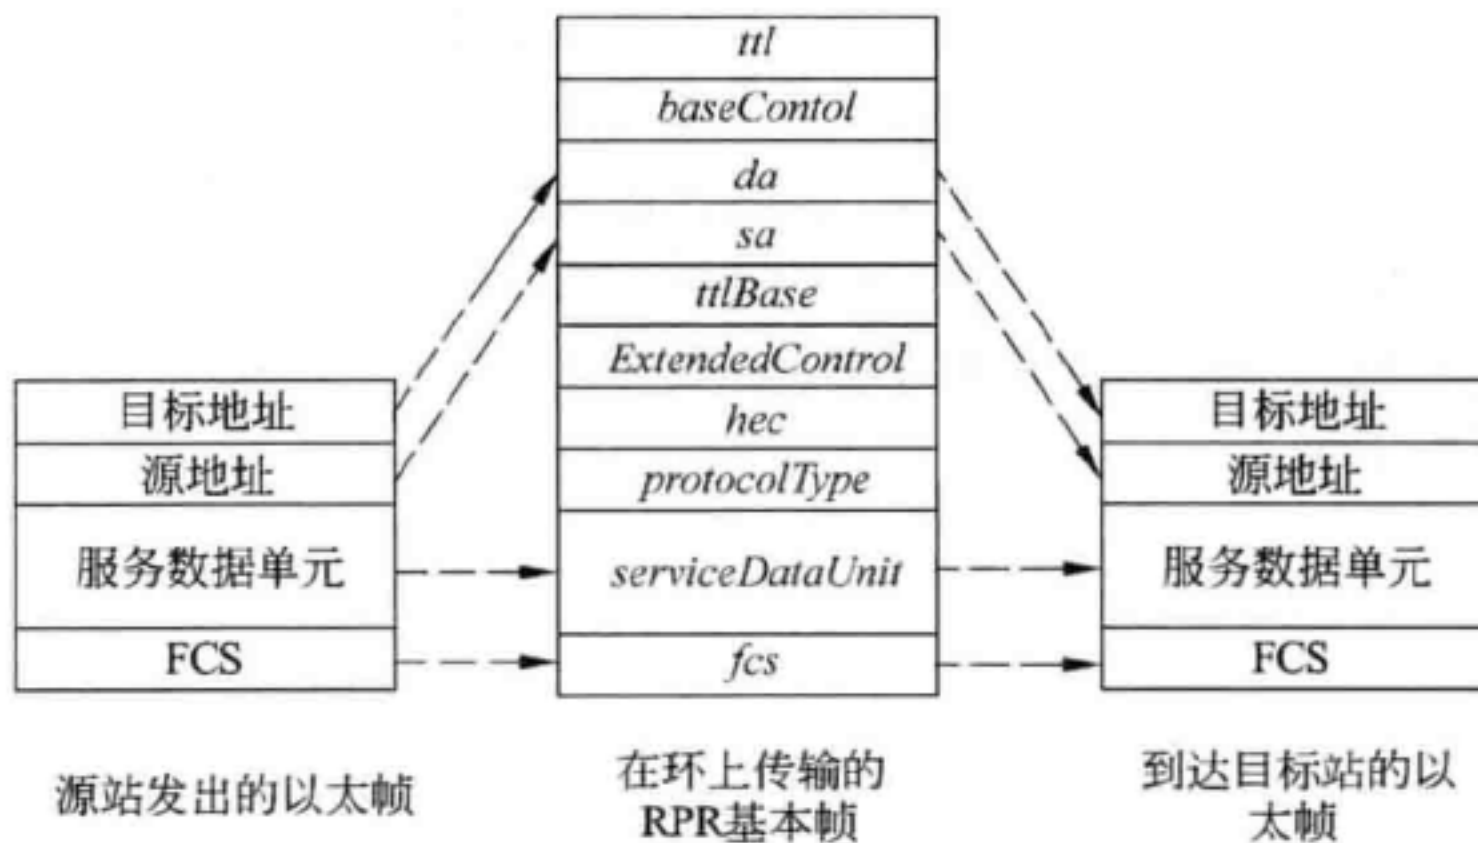 ttl
baseContol
da
sa
ttlBase
ExtendedControl
hec
protocolType
serviceDataUnit
fcs
目标地址
源地址
服务数据单元
FCS
目标地址
源地址
服务数据单元
FCS
源站发出的以太帧
在环上传输的
RPR基本帧
到达目标站的以
太帧